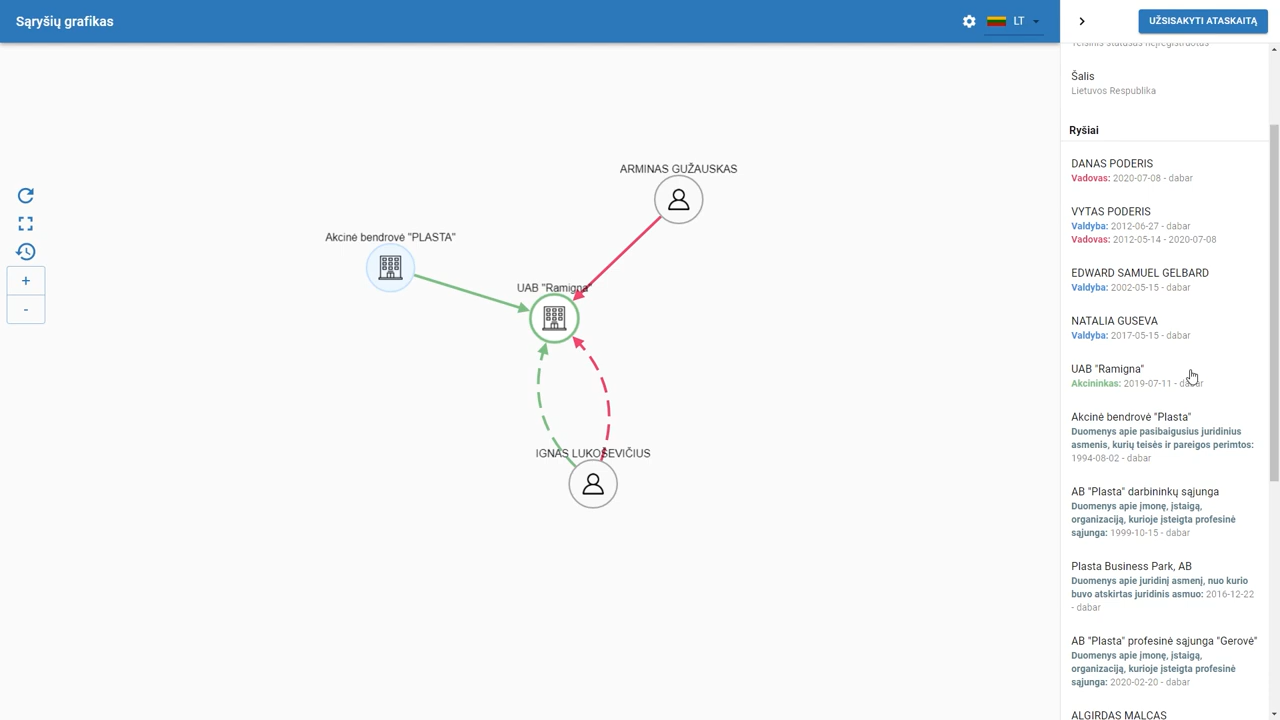 Sąryšių grafikas
LT
UŽSISAKYTI ATASKAITĄ
ARMINAS GUŽAUSKAS
Akcinė bendrovė "PLASTA"
UAB "Ramigna"
IGNAS LUKOŠEVIČIUS
+
-
Teisinis statusas neįregistruotas
Šalis
Lietuvos Respublika
Ryšiai
DANAS PODERIS
Vadovas: 2020-07-08 - dabar
VYTAS PODERIS
Valdyba: 2012-06-27 - dabar
Vadovas: 2012-05-14 - 2020-07-08
EDWARD SAMUEL GELBARD
Valdyba: 2002-05-15 - dabar
NATALIA GUSEVA
Valdyba: 2017-05-15 - dabar
UAB "Ramigna"
Akcininkas: 2019-07-11 - dabar
Akcinė bendrovė "Plasta"
Duomenys apie pasibaigusius juridinius
asmenis, kurių teisės ir pareigos perimtos:
1994-08-02 - dabar
AB "Plasta" darbininkų sąjunga
Duomenys apie įmonę, įstaigą,
organizaciją, kurioje įsteigta profesinė
sąjunga: 1999-10-15 - dabar
Plasta Business Park, AB
Duomenys apie juridinį asmenį, nuo kurio
buvo atskirtas juridinis asmuo: 2016-12-22
- dabar
AB "Plasta" profesinė sąjunga "Gerovė"
Duomenys apie įmonę, įstaigą,
organizaciją, kurioje įsteigta profesinė
sąjunga: 2020-02-20 - dabar
ALGIRDAS MALCAS